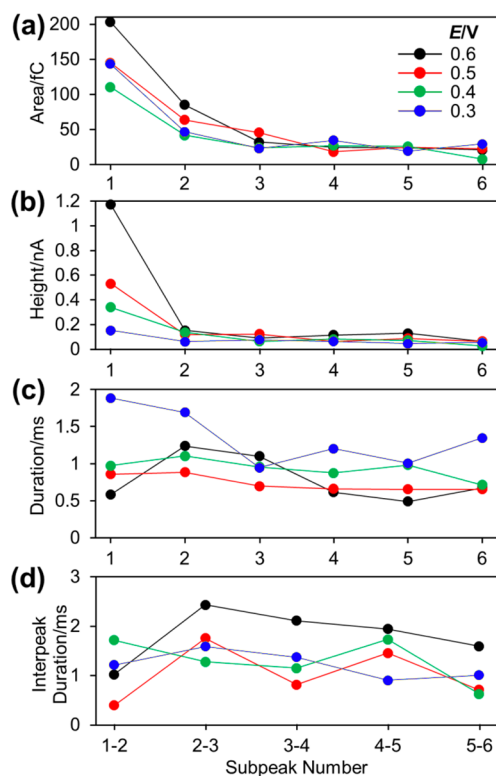 (a)
E/V
0.6
0.5
0.4
0.3
Area/fC
200
150
100
50
0
1 2 3 4 5 6
(b)
Height/nA
1.2
1
0.8
0.6
0.4
0.2
0
1 2 3 4 5 6
(c)
Duration/ms
2
1.5
1
0.5
0
1 2 3 4 5 6
(d)
Interpeak
Duration/ms
3
2
1
0
1-2 2-3 3-4 4-5 5-6
Subpeak Number